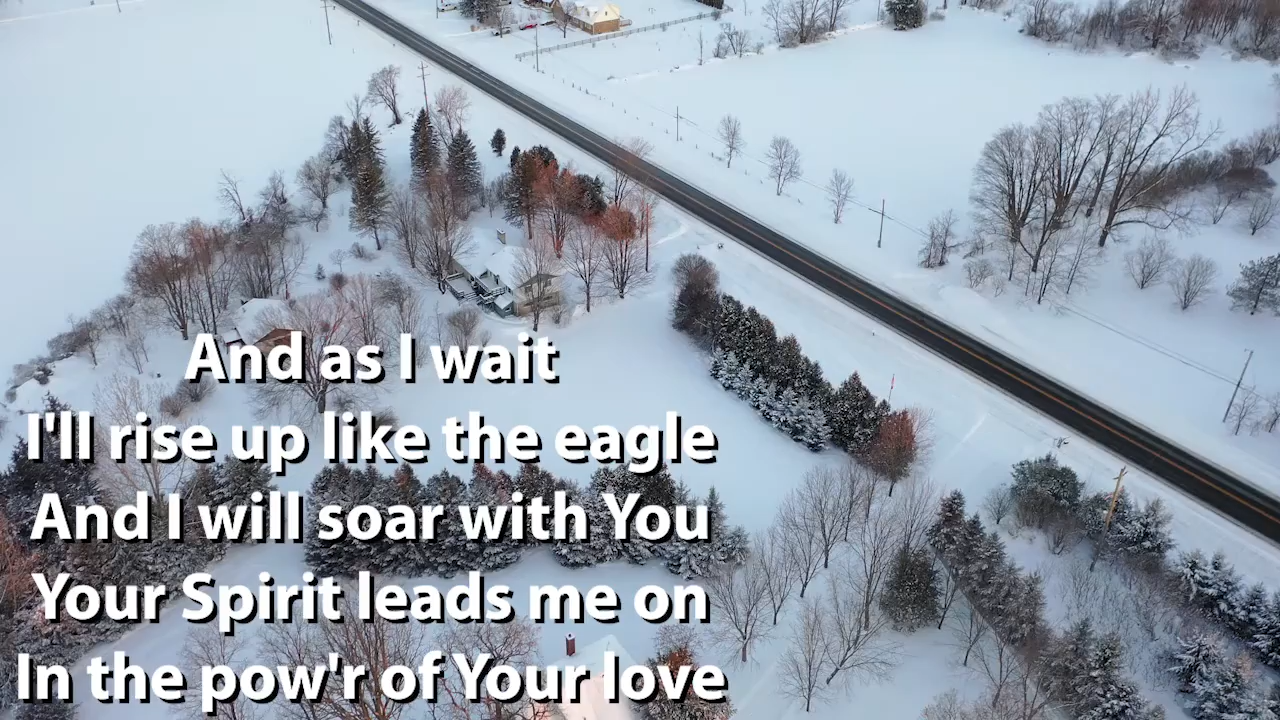 And as I wait
I'll rise up like the eagle
And I will soar with You
Your Spirit leads me on
In the pow'r of Your love